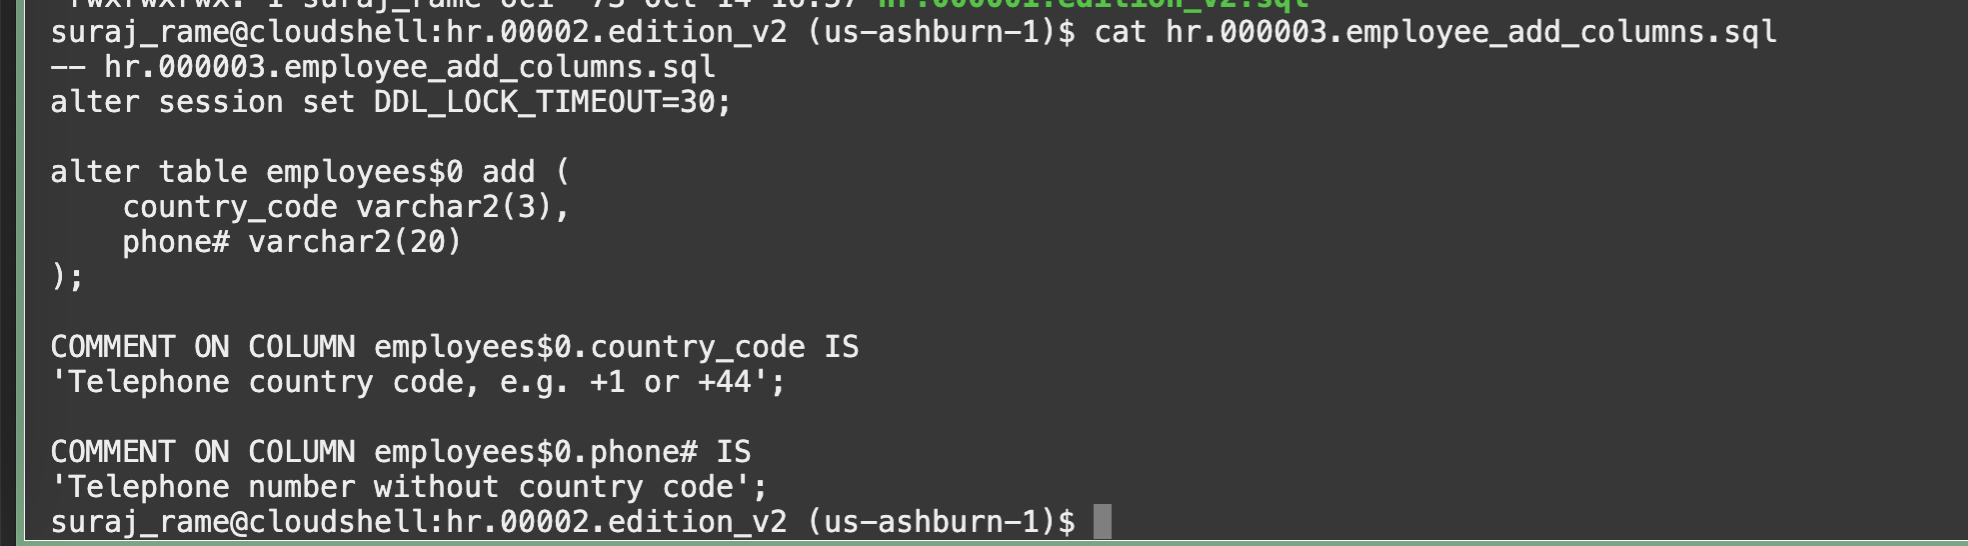 suraj_rame@cloudshell:hr.00002.edition_v2 (us-ashburn-1)$ cat hr.000003.employee_add_columns.sql
-- hr.000003.employee_add_columns.sql
alter session set DDL_LOCK_TIMEOUT=30;
alter table employees$0 add (
    country_code varchar2(3),
    phone# varchar2(20)
);
COMMENT ON COLUMN employees$0.country_code IS
'Telephone country code, e.g. +1 or +44';
COMMENT ON COLUMN employees$0.phone# IS
'Telephone number without country code';
suraj_rame@cloudshell:hr.00002.edition_v2 (us-ashburn-1)$